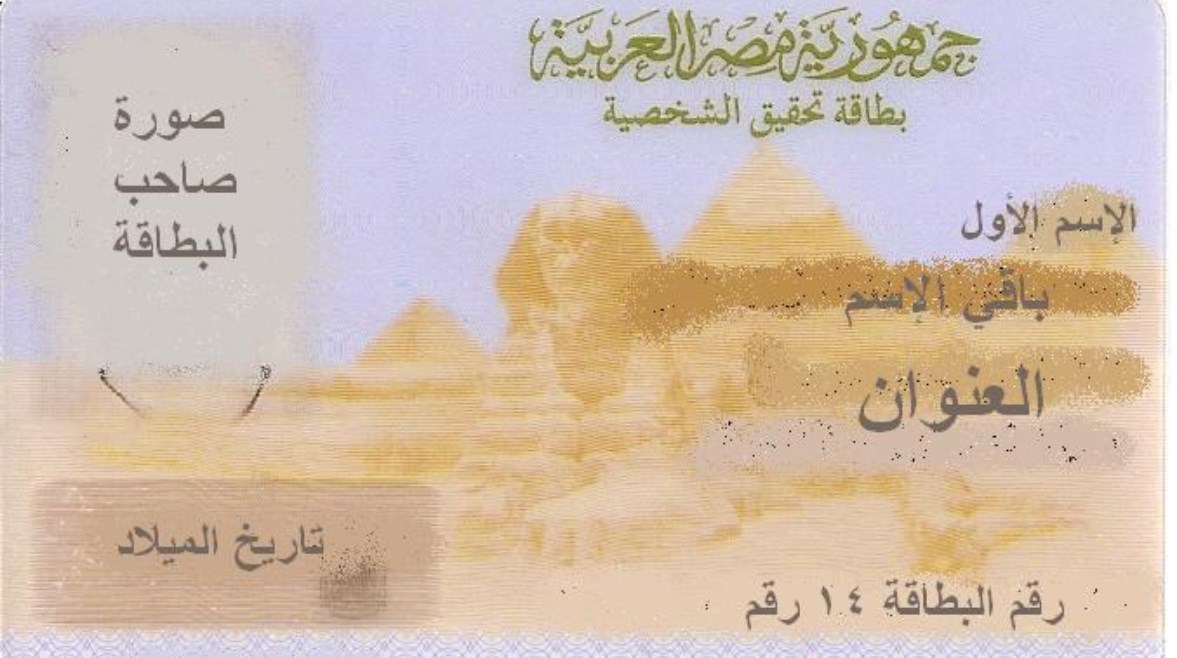 جمهورية مصر العربية
بطاقة تحقيق الشخصية
صورة
صاحب
البطاقة
الإسم الأول
باقي الاسم
العنوان
تاريخ الميلاد
رقم البطاقة ١٤ رقم